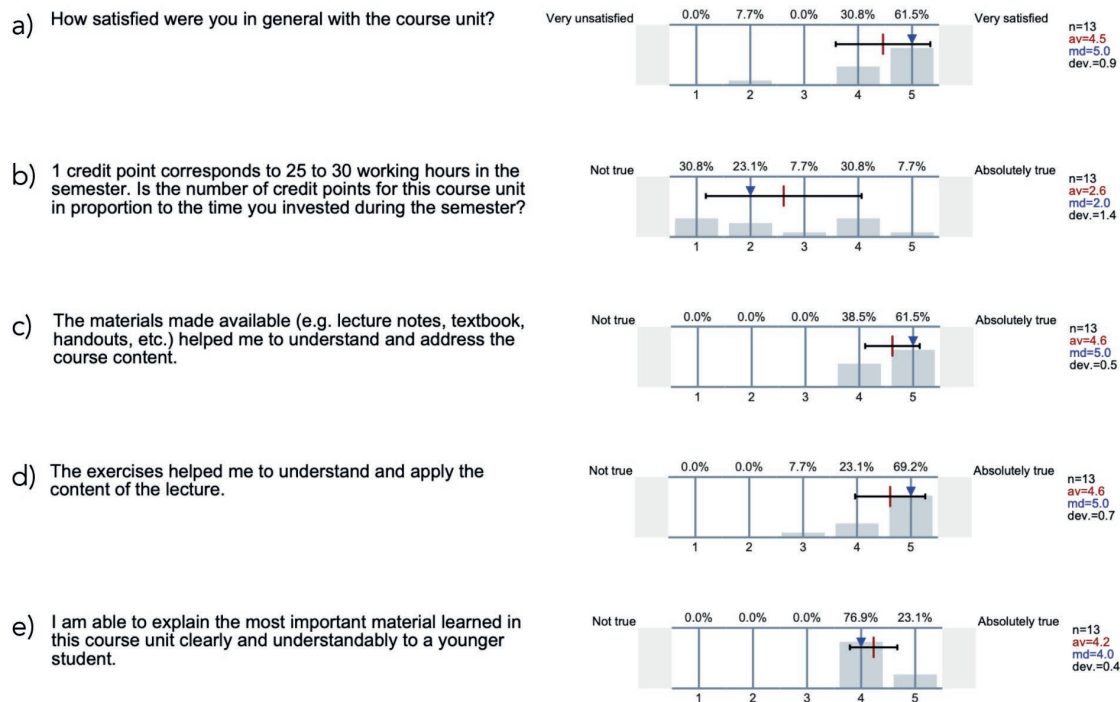 a) How satisfied were you in general with the course unit?
Very unsatisfied 0.0% 7.7% 0.0% 30.8% 61.5% Very satisfied
n=13
av=4.5
md=5.0
dev.=0.9
1 2 3 4 5
b) 1 credit point corresponds to 25 to 30 working hours in the
semester. Is the number of credit points for this course unit
in proportion to the time you invested during the semester?
Not true 30.8% 23.1% 7.7% 30.8% 7.7% Absolutely true
n=13
av=2.6
md=2.0
dev.=1.4
1 2 3 4 5
c) The materials made available (e.g. lecture notes, textbook,
handouts, etc.) helped me to understand and address the
course content.
Not true 0.0% 0.0% 0.0% 38.5% 61.5% Absolutely true
n=13
av=4.6
md=5.0
dev.=0.5
1 2 3 4 5
d) The exercises helped me to understand and apply the
content of the lecture.
Not true 0.0% 0.0% 7.7% 23.1% 69.2% Absolutely true
n=13
av=4.6
md=5.0
dev.=0.7
1 2 3 4 5
e) I am able to explain the most important material learned in
this course unit clearly and understandably to a younger
student.
Not true 0.0% 0.0% 0.0% 76.9% 23.1% Absolutely true
n=13
av=4.2
md=4.0
dev.=0.4
1 2 3 4 5